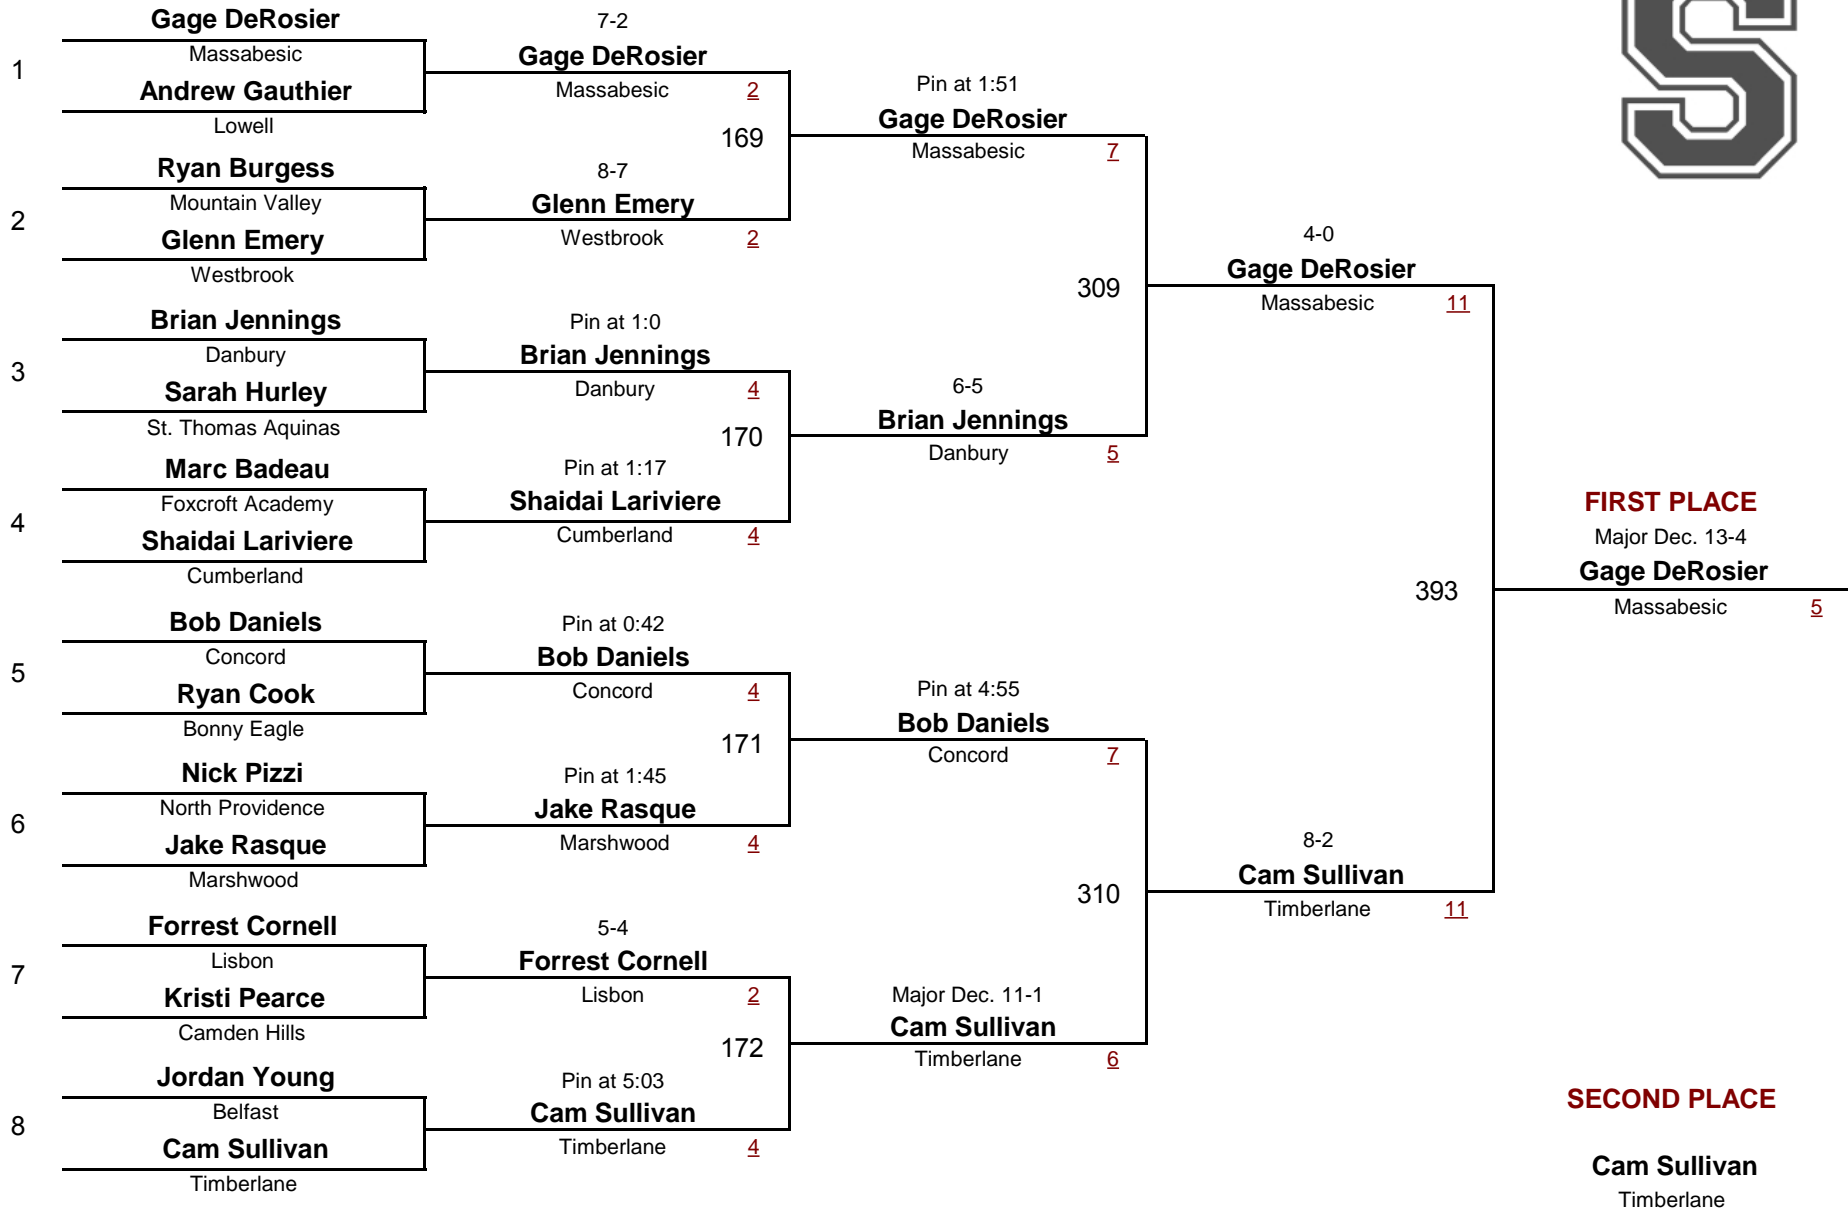 Gage DeRosier
1
Massabesic
Andrew Gauthier
Lowell
Ryan Burgess
2
Mountain Valley
Glenn Emery
Westbrook
Brian Jennings
3
Danbury
Sarah Hurley
St. Thomas Aquinas
Marc Badeau
4
Foxcroft Academy
Shaidai Lariviere
Cumberland
Bob Daniels
5
Concord
Ryan Cook
Bonny Eagle
Nick Pizzi
6
North Providence
Jake Rasque
Marshwood
Forrest Cornell
7
Lisbon
Kristi Pearce
Camden Hills
Jordan Young
8
Belfast
Cam Sullivan
Timberlane
7-2
Gage DeRosier
Massabesic 2
169
8-7
Glenn Emery
Westbrook 2
Pin at 1:0
Brian Jennings
Danbury 4
170
Pin at 1:17
Shaidai Lariviere
Cumberland 4
Pin at 0:42
Bob Daniels
Concord 4
171
Pin at 1:45
Jake Rasque
Marshwood 4
5-4
Forrest Cornell
Lisbon 2
172
Pin at 5:03
Cam Sullivan
Timberlane 4
Pin at 1:51
Gage DeRosier
Massabesic 7
309
6-5
Brian Jennings
Danbury 5
Pin at 4:55
Bob Daniels
Concord 7
310
Major Dec. 11-1
Cam Sullivan
Timberlane 6
4-0
Gage DeRosier
Massabesic 11
393
8-2
Cam Sullivan
Timberlane 11
S
FIRST PLACE
Major Dec. 13-4
Gage DeRosier
Massabesic 5
SECOND PLACE
Cam Sullivan
Timberlane